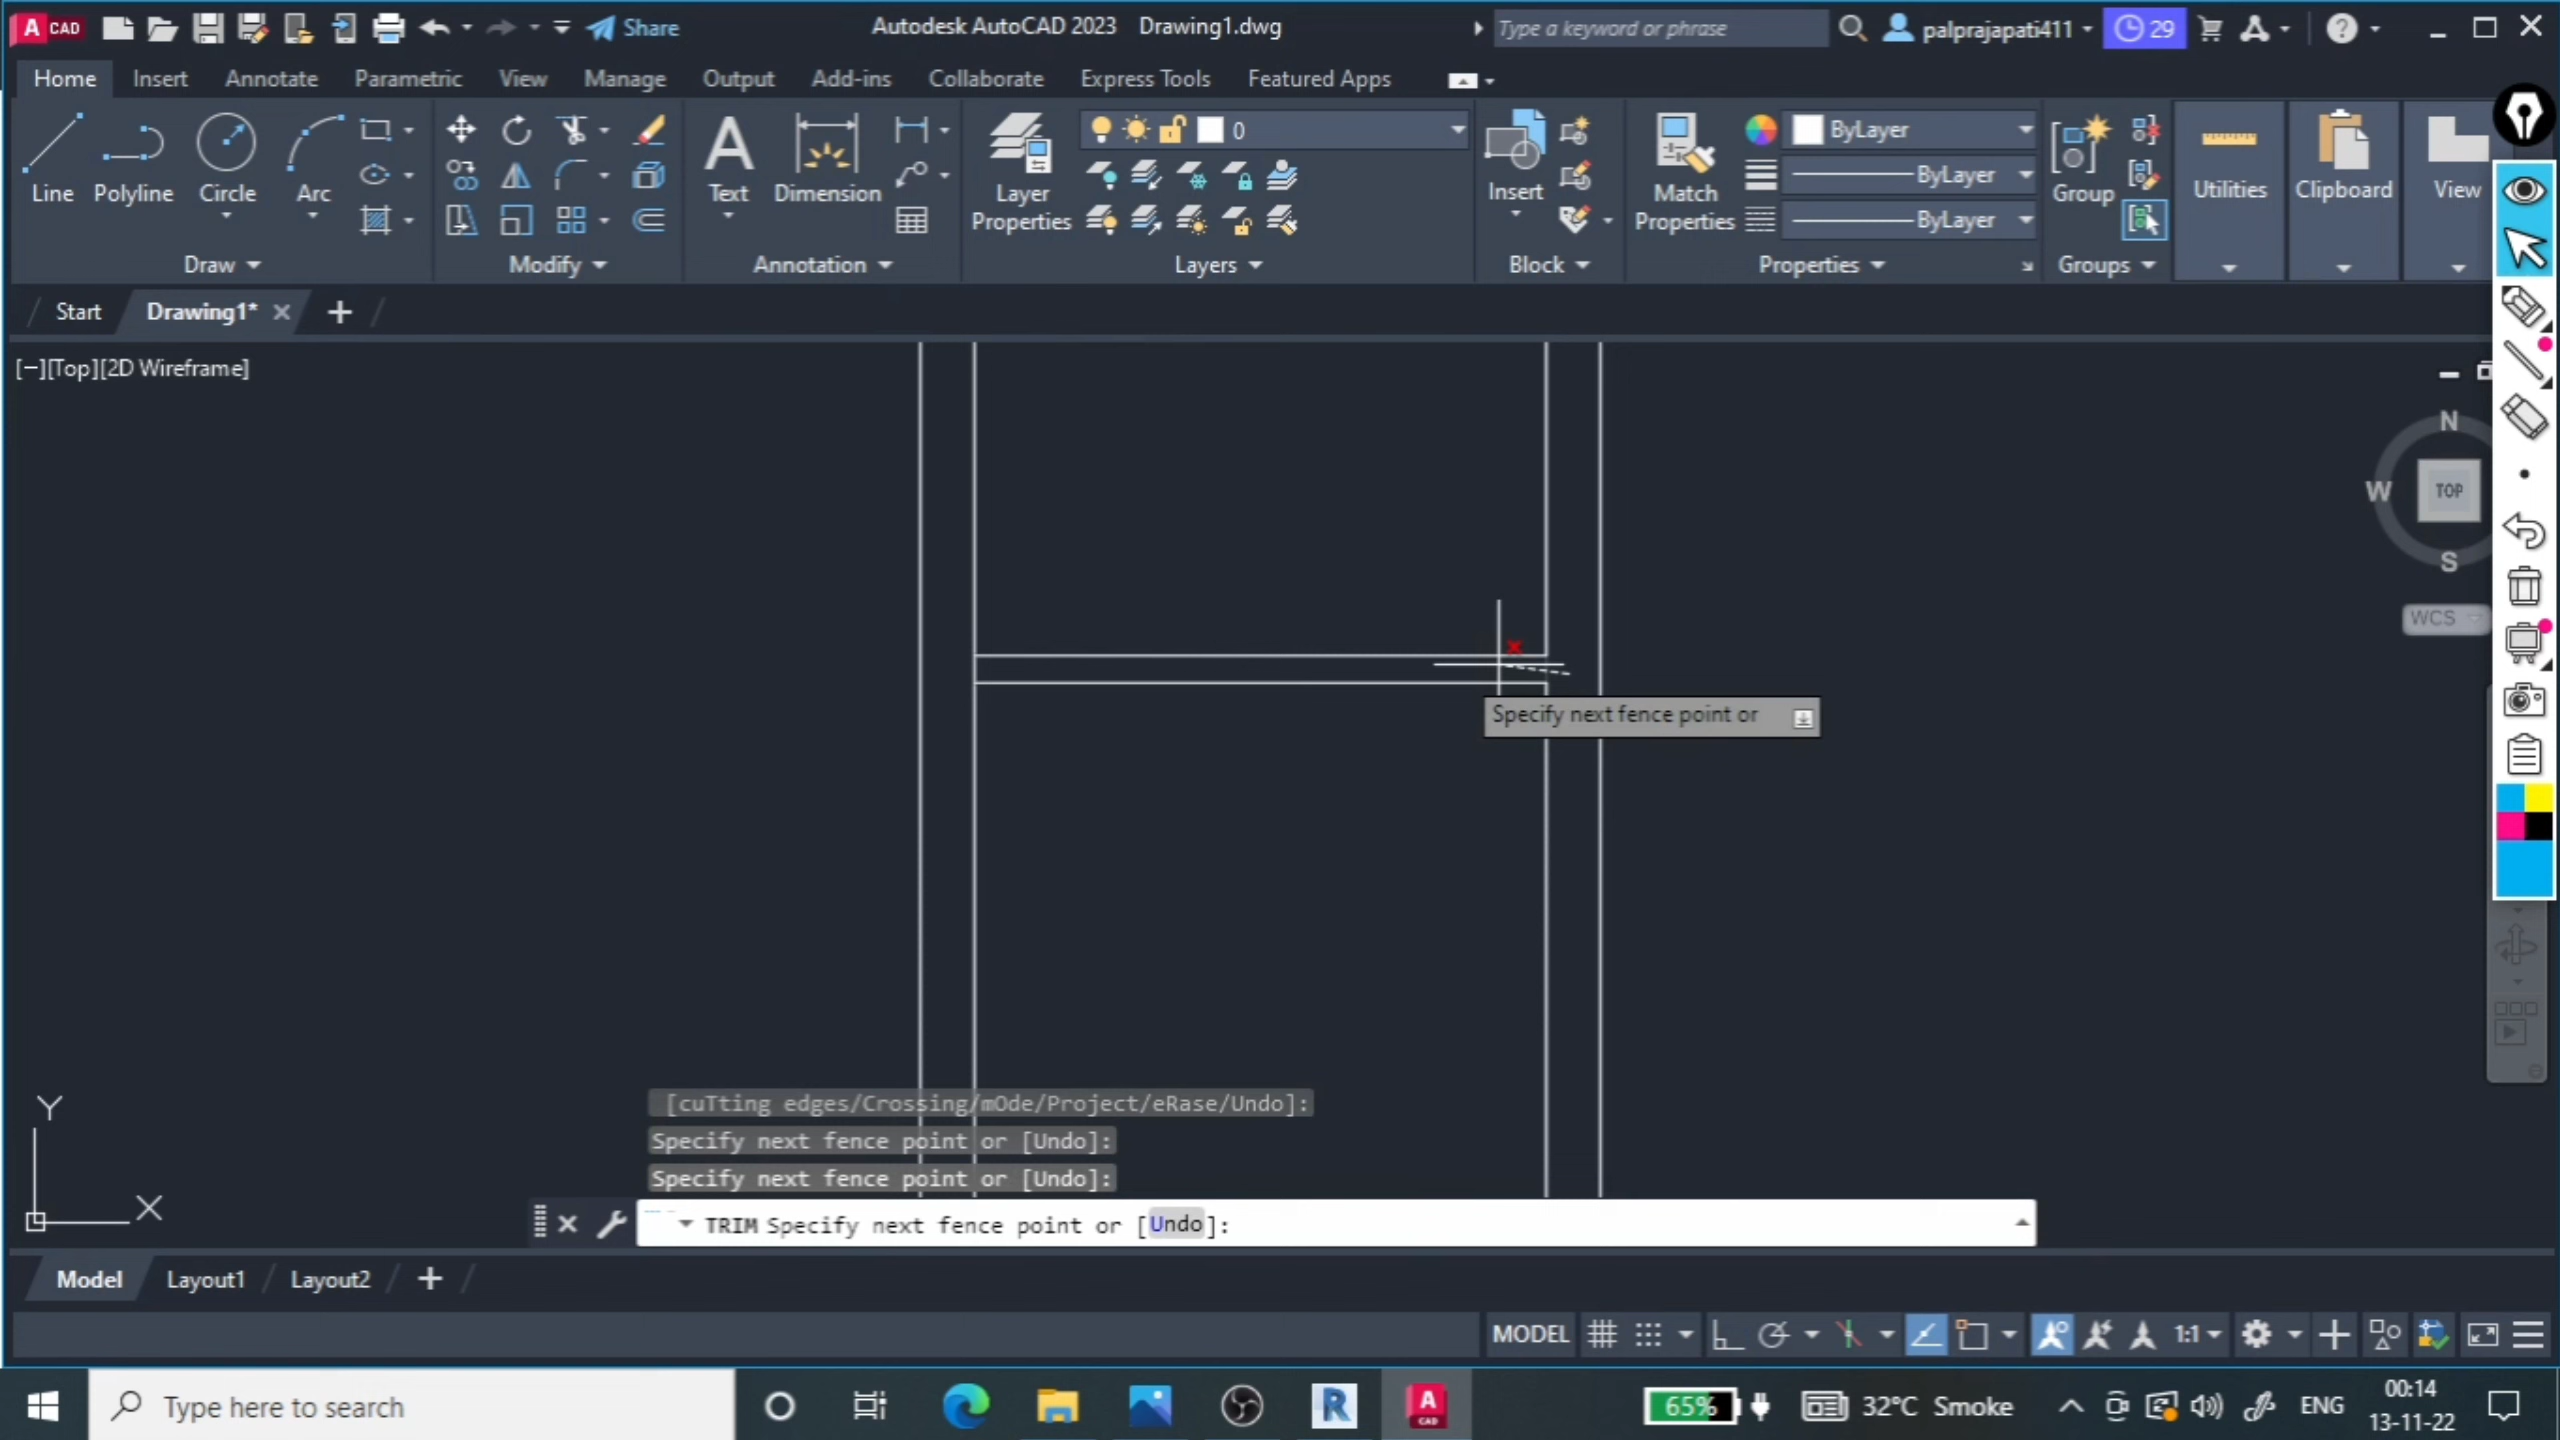 A CAD
Share
Autodesk AutoCAD 2023 Drawing1.dwg
Type a keyword or phrase
palprajapati411
29
Home Insert Annotate Parametric View Manage Output Add-ins Collaborate Express Tools Featured Apps
0
ByLayer
ByLayer
ByLayer
Line Polyline Circle Arc
Text Dimension
Layer Properties
Insert
Match Properties
Group
Utilities
Clipboard
View
Draw Modify Annotation Layers Block Properties Groups
Start Drawing1*
[−][Top][2D Wireframe]
N
W TOP
S
WCS
Specify next fence point or
[cuTting edges/Crossing/mOde/Project/eRase/Undo]:
Specify next fence point or [Undo]:
Specify next fence point or [Undo]:
TRIM Specify next fence point or [Undo]:
Y
X
Model Layout1 Layout2
MODEL
1:1
Type here to search
R
A CAD
65%
32°C Smoke
ENG
00:14
13-11-22